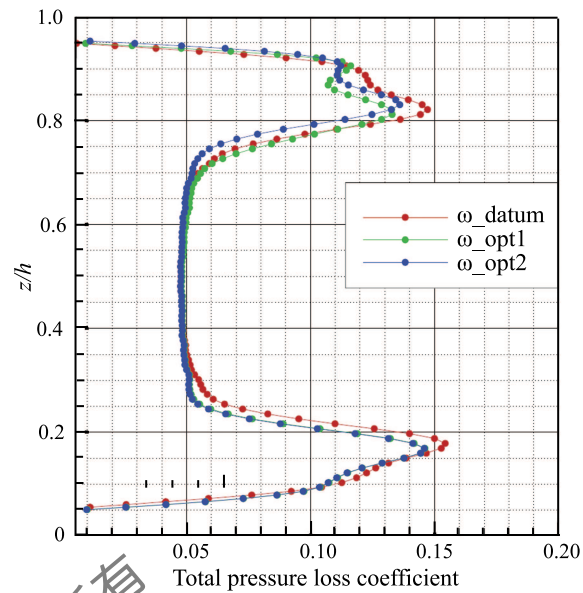 1.0
0.8
0.6
0.4
0.2
0
z/h
ω_datum
ω_opt1
ω_opt2
0.05
0.10
0.15
0.20
Total pressure loss coefficient
有